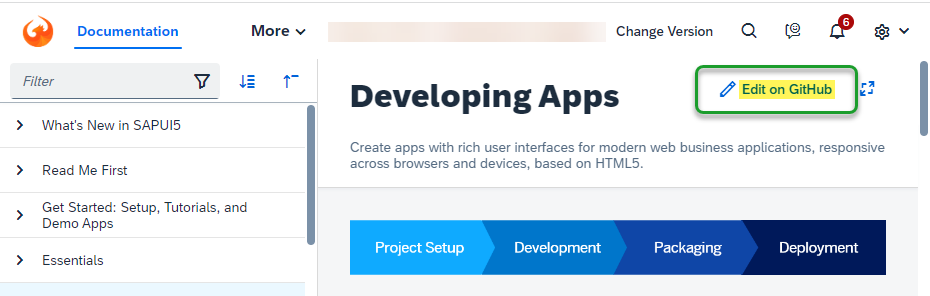 Documentation
More
Change Version
6
Filter
What's New in SAPUI5
Read Me First
Get Started: Setup, Tutorials, and
Demo Apps
Essentials
Developing Apps
Edit on GitHub
Create apps with rich user interfaces for modern web business applications, responsive
across browsers and devices, based on HTML5.
Project Setup
Development
Packaging
Deployment